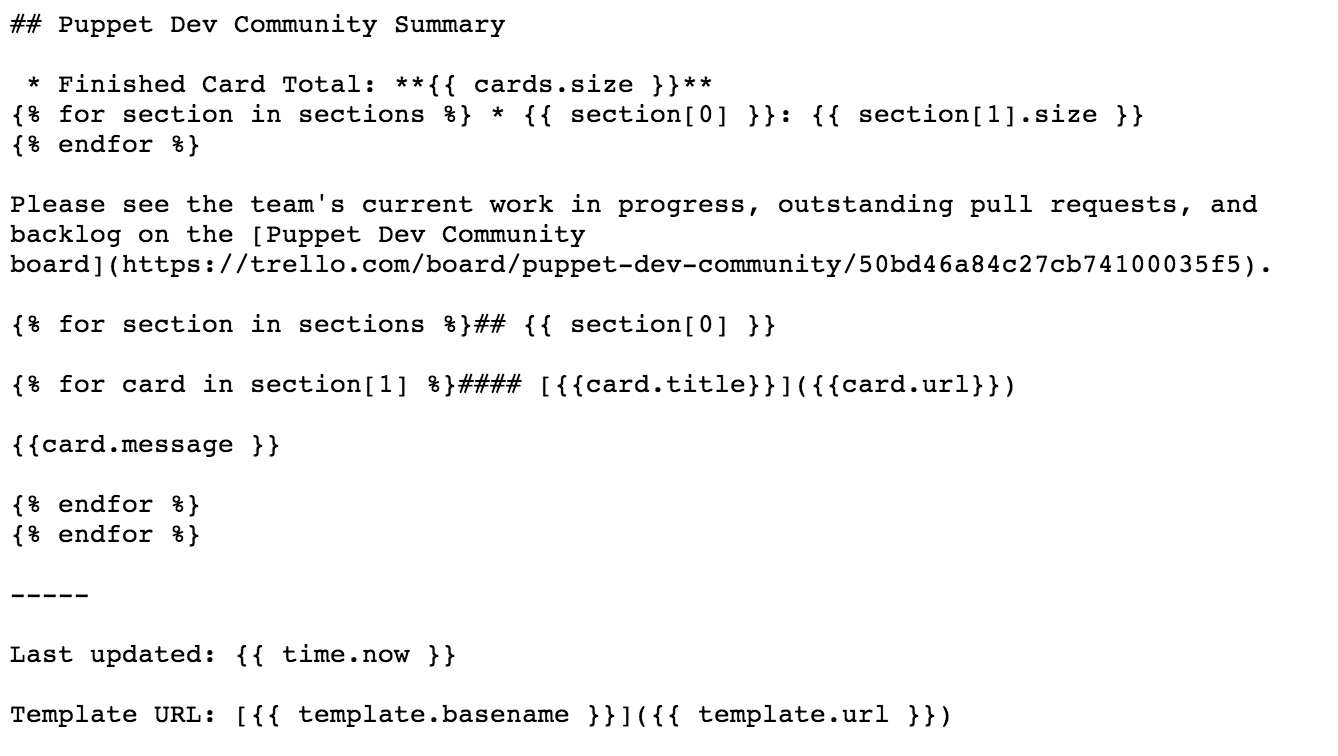 ## Puppet Dev Community Summary
* Finished Card Total: **{{ cards.size }}**
{% for section in sections %} * {{ section[0] }}: {{ section[1].size }}
{% endfor %}
Please see the team's current work in progress, outstanding pull requests, and
backlog on the [Puppet Dev Community
board](https://trello.com/board/puppet-dev-community/50bd46a84c27cb74100035f5).
{% for section in sections %}## {{ section[0] }}
{% for card in section[1] %}#### [{{card.title}}]({{card.url}})
{{card.message }}
{% endfor %}
{% endfor %}
-----
Last updated: {{ time.now }}
Template URL: [{{ template.basename }}]({{ template.url }})